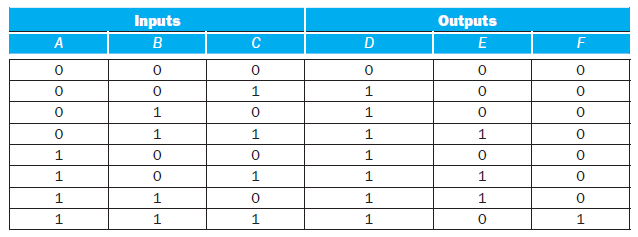 Inputs Outputs
A B C D E F
0 0 0 0 0 0
0 0 1 1 0 0
0 1 0 1 0 0
0 1 1 1 1 0
1 0 0 1 0 0
1 0 1 1 1 0
1 1 0 1 1 0
1 1 1 1 0 1